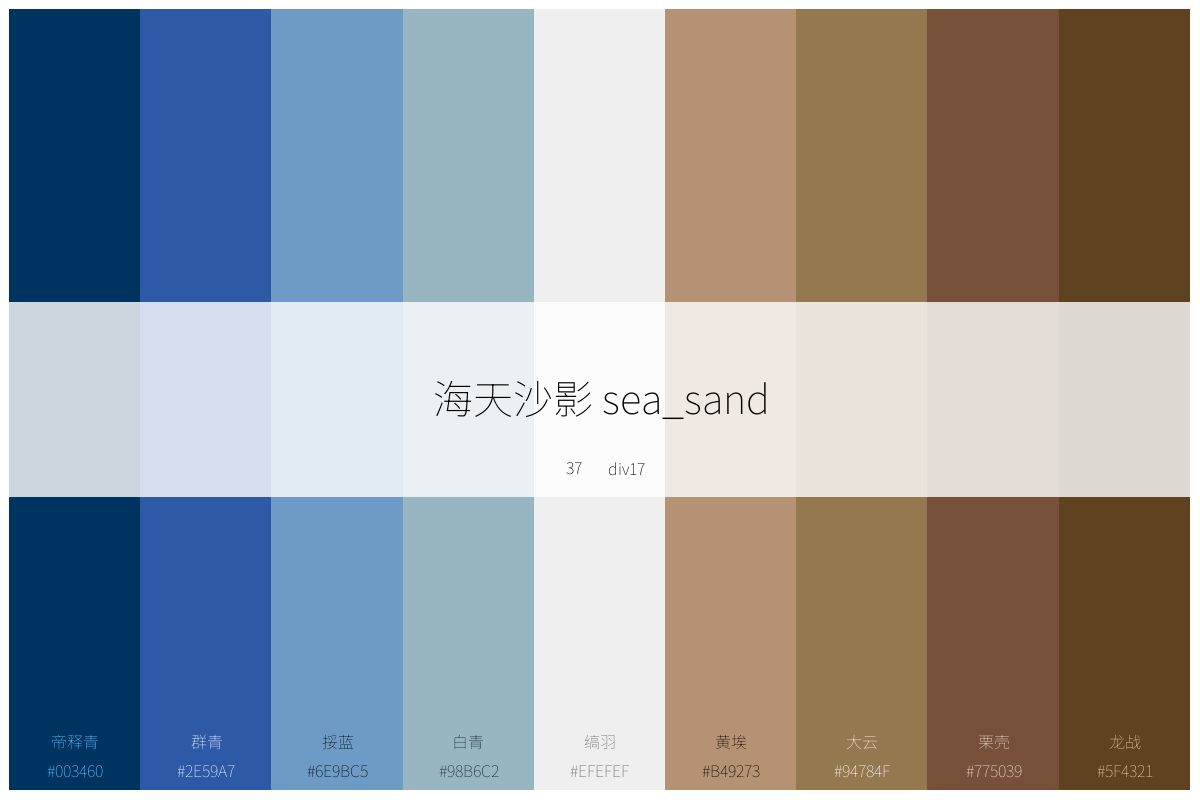 海天沙影 sea_sand
37 div17
帝释青 群青 挼蓝 白青 缟羽 黄埃 大云 栗壳 龙战
#003460 #2E59A7 #6E9BC5 #98B6C2 #EFEFEF #B49273 #94784F #775039 #5F4321